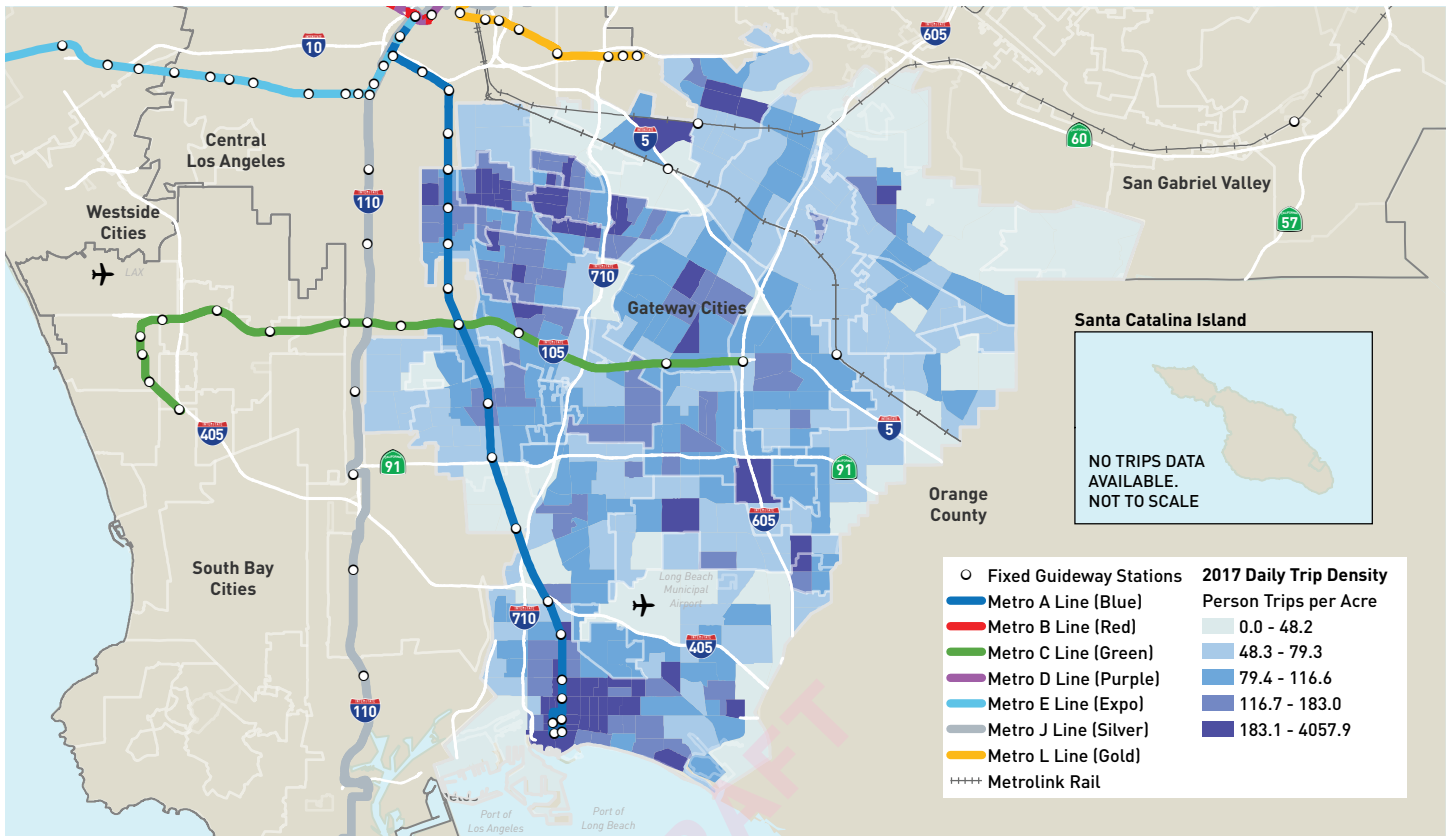 10
605
5
60
Central
Los Angeles
San Gabriel Valley
110
Westside
Cities
57
LAX
710
Gateway Cities
Santa Catalina Island
105
405
5
91
91
NO TRIPS DATA
AVAILABLE.
NOT TO SCALE
Orange
County
605
South Bay
Cities
Long Beach
Municipal
Airport
710
405
110
Port of
Los Angeles
Port of
Long Beach
Fixed Guideway Stations
Metro A Line (Blue)
Metro B Line (Red)
Metro C Line (Green)
Metro D Line (Purple)
Metro E Line (Expo)
Metro J Line (Silver)
Metro L Line (Gold)
Metrolink Rail
2017 Daily Trip Density
Person Trips per Acre
0.0 - 48.2
48.3 - 79.3
79.4 - 116.6
116.7 - 183.0
183.1 - 4057.9